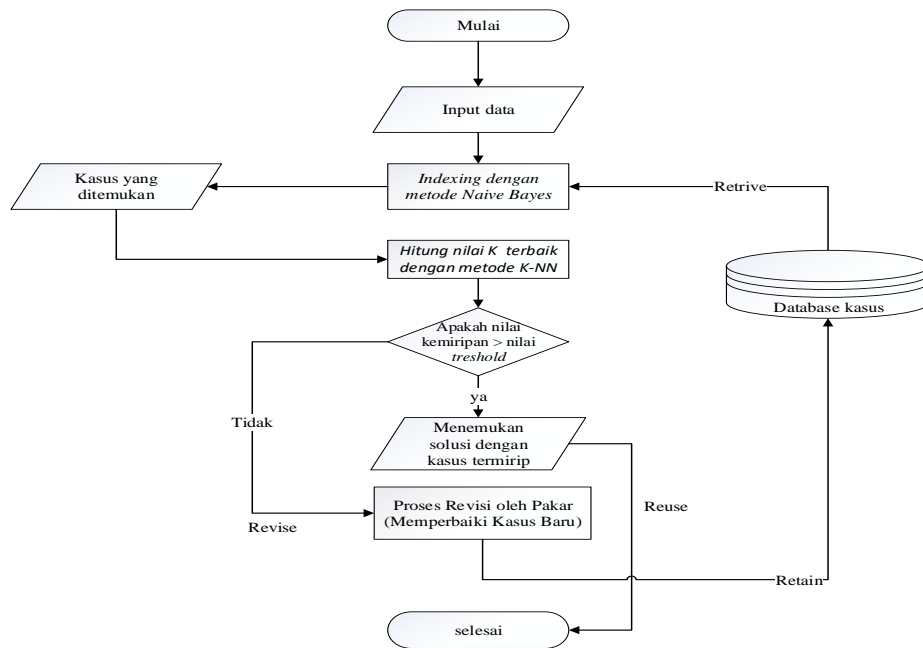 Mulai
Input data
Kasus yang
ditemukan
Indexing dengan
metode Naive Bayes
Retrive
Hitung nilai K terbaik
dengan metode K-NN
Database kasus
Apakah nilai
kemiripan > nilai
treshold
ya
Tidak
Menemukan
solusi dengan
kasus termirip
Proses Revisi oleh Pakar
(Memperbaiki Kasus Baru)
Reuse
Revise
Retain
selesai